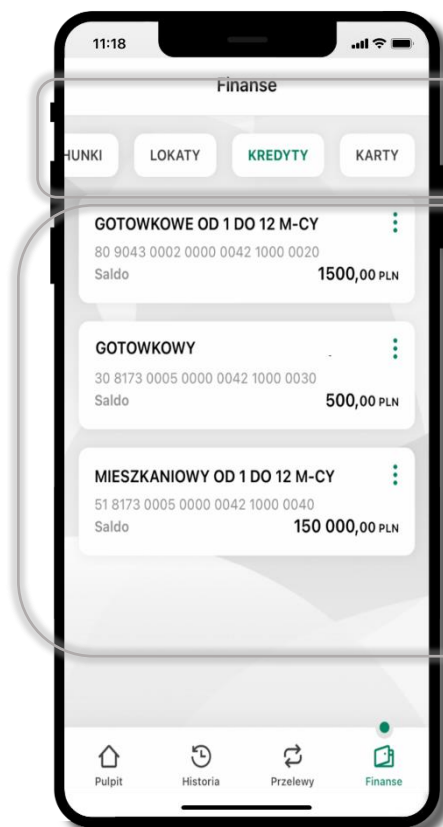 11:18
Finanse
HUNKI LOKATY KREDYTY KARTY
GOTOWKOWE OD 1 DO 12 M-CY
80 9043 0002 0000 0042 1000 0020
Saldo 1500,00 PLN
GOTOWKOWY
30 8173 0005 0000 0042 1000 0030
Saldo 500,00 PLN
MIESZKANIOWY OD 1 DO 12 M-CY
51 8173 0005 0000 0042 1000 0040
Saldo 150 000,00 PLN
Pulpit Historia Przelewy Finanse